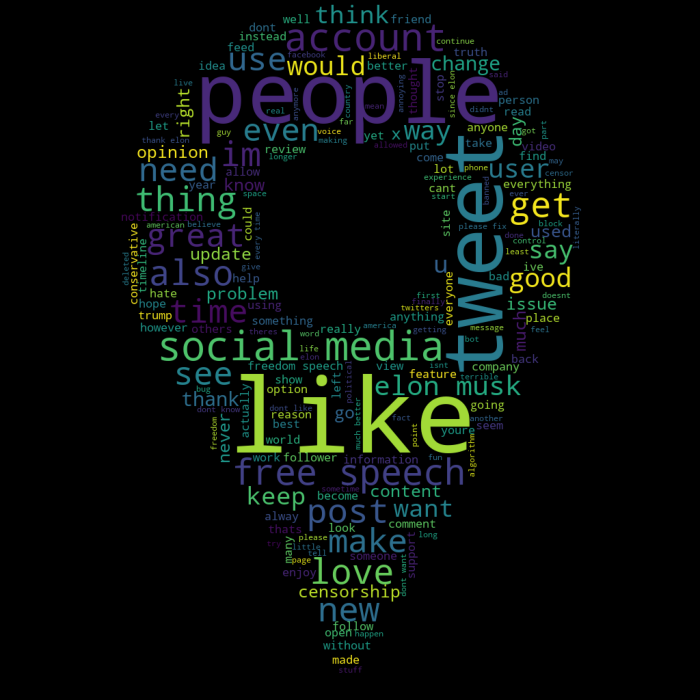 well
think
friend
dont
account
instead
continue
feed
use
would
facebook
liberal
truth
idea
better
change
live
people
thought
annoying
stop
since elon
said
ad
didnt
person
read
every
right
real
anymore
country
mean
let
guy
even
voice
far
yet
x
way
put
anyone
day
got
part
thank elon
making
allowed
take
video
opinion
im
review
longer
come
tweet
find
may
need
allow
lot
phone
user
censor
year
know
space
cant
experience
banned
everything
ever
thing
start
get
literally
notification
could
american
believe
every time
u
site
please fix
used
block
great
control
done
say
deleted
conservative
timeline
update
give
least
ive
also
help
bad
good
doesnt
hate
problem
everyone
issue
hope
using
first
finally
trump
time
something
anything
twitters
message
place
much
feel
however
others
theres
really
america
getting
bot
back
social media
word
life
elon
isnt
terrible
company
see
bug
freedom speech
view
feature
show
left
political
elon musk
going
thank
option
like
dont know
dont like
go
much better
fact
another
freedom
never
actually
reason
best
point
youre
seem
world
work
follower
information
fun
algorithm
free speech
keep
sometime
become
content
post
want
alway
look
comment
long
thats
many
please
make
try
little
tell
someone
support
page
enjoy
love
dont want
censorship
new
follow
open
happen
without
made
stuff